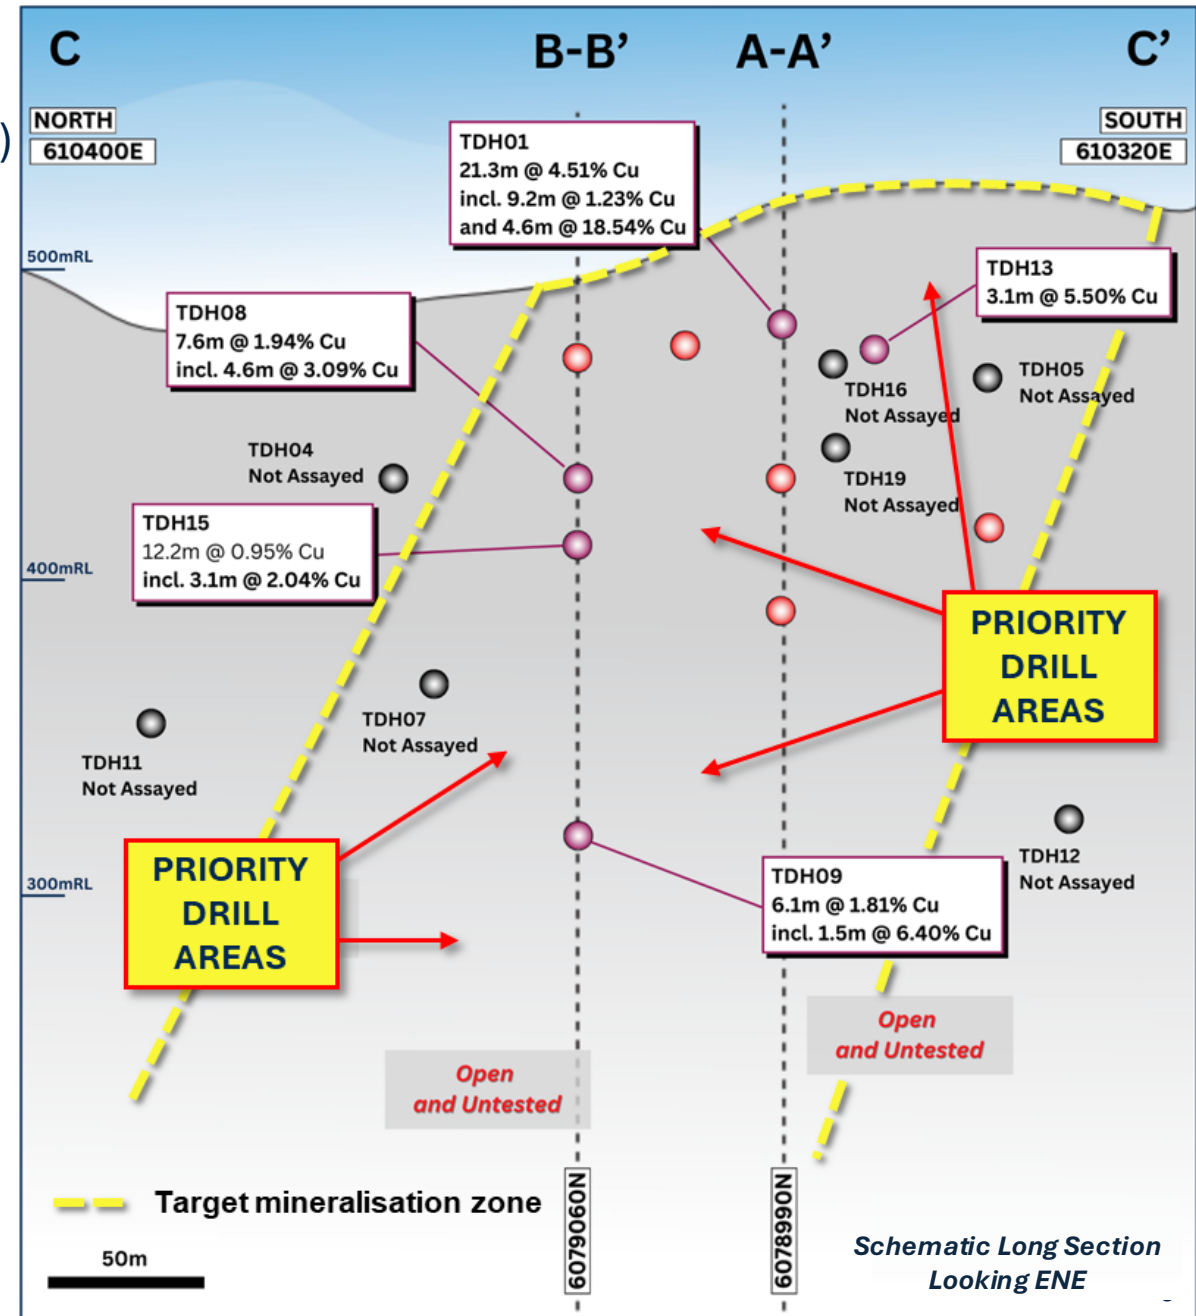 C
B-B’
A-A’
C’
)
NORTH
610400E
SOUTH
610320E
TDH01
21.3m @ 4.51% Cu
incl. 9.2m @ 1.23% Cu
and 4.6m @ 18.54% Cu
500mRL
TDH13
3.1m @ 5.50% Cu
TDH08
7.6m @ 1.94% Cu
incl. 4.6m @ 3.09% Cu
TDH16
Not Assayed
TDH05
Not Assayed
TDH04
Not Assayed
TDH19
Not Assayed
TDH15
12.2m @ 0.95% Cu
incl. 3.1m @ 2.04% Cu
400mRL
PRIORITY
DRILL
AREAS
TDH07
Not Assayed
TDH11
Not Assayed
PRIORITY
DRILL
AREAS
300mRL
TDH09
6.1m @ 1.81% Cu
incl. 1.5m @ 6.40% Cu
TDH12
Not Assayed
Open
and Untested
Open
and Untested
Target mineralisation zone
50m
6079060N
6078990N
Schematic Long Section
Looking ENE